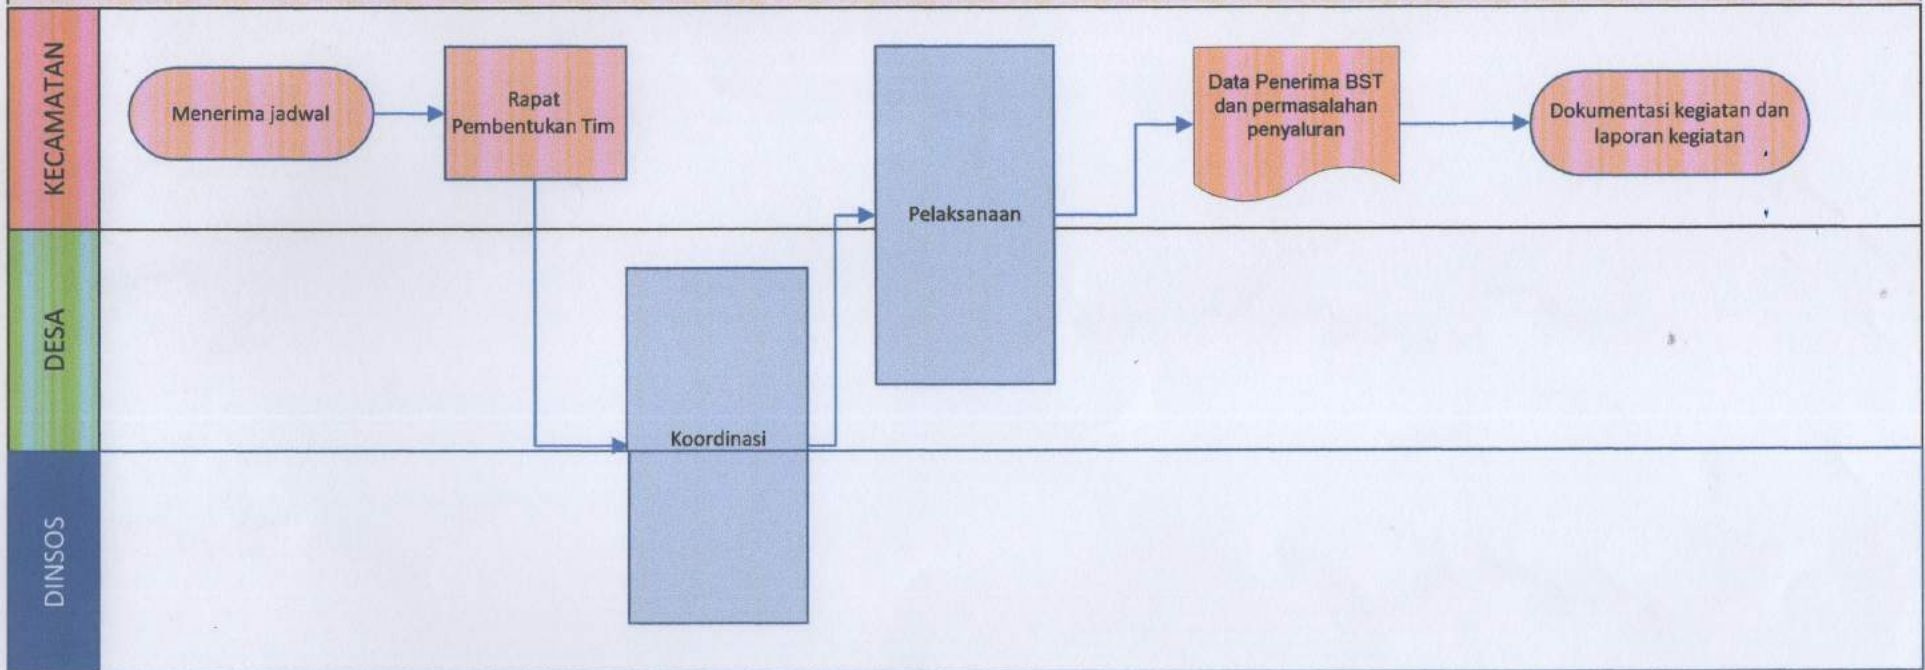 KECAMATAN
Menerima jadwal
Rapat
Pembentukan Tim
Data Penerima BST
dan permasalahan
penyaluran
Dokumentasi kegiatan dan
laporan kegiatan
Pelaksanaan
DESA
Koordinasi
DINSOS